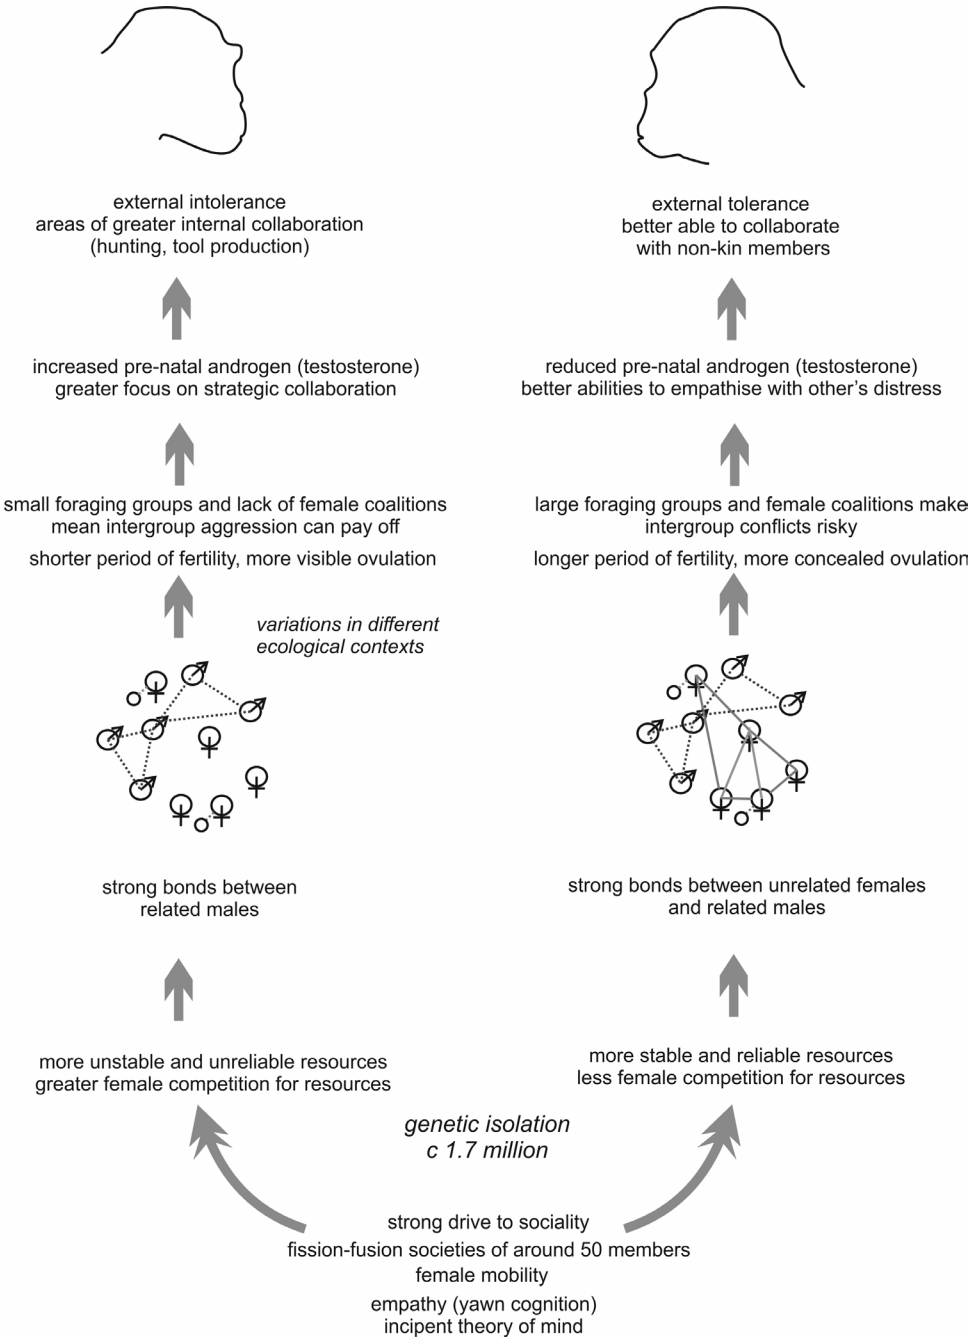 external intolerance
areas of greater internal collaboration
(hunting, tool production)
external tolerance
better able to collaborate
with non-kin members
increased pre-natal androgen (testosterone)
greater focus on strategic collaboration
reduced pre-natal androgen (testosterone)
better abilities to empathise with other's distress
small foraging groups and lack of female coalitions
mean intergroup aggression can pay off
shorter period of fertility, more visible ovulation
large foraging groups and female coalitions make
intergroup conflicts risky
longer period of fertility, more concealed ovulation
variations in different
ecological contexts
strong bonds between
related males
strong bonds between unrelated females
and related males
more unstable and unreliable resources
greater female competition for resources
more stable and reliable resources
less female competition for resources
genetic isolation
c 1.7 million
strong drive to sociality
fission-fusion societies of around 50 members
female mobility
empathy (yawn cognition)
incipent theory of mind